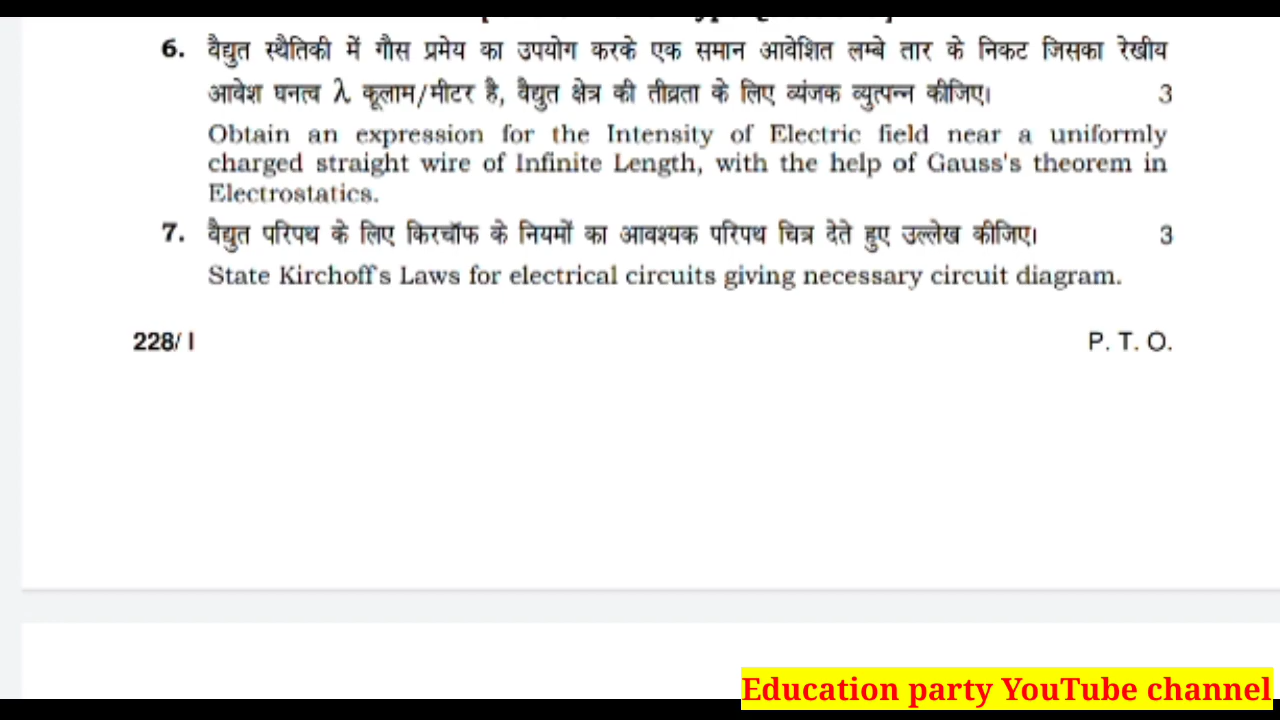 6. वैद्युत स्थैतिकी में गौस प्रमेय का उपयोग करके एक समान आवेशित लम्बे तार के निकट जिसका रेखीय
आवेश घनत्व λ कूलाम/मीटर है, वैद्युत क्षेत्र की तीव्रता के लिए व्यंजक व्युत्पन्न कीजिए। 3
Obtain an expression for the Intensity of Electric field near a uniformly
charged straight wire of Infinite Length, with the help of Gauss's theorem in
Electrostatics.
7. वैद्युत परिपथ के लिए किरचॉफ के नियमों का आवश्यक परिपथ चित्र देते हुए उल्लेख कीजिए। 3
State Kirchoff's Laws for electrical circuits giving necessary circuit diagram.
228/ I P. T. O.
Education party YouTube channel